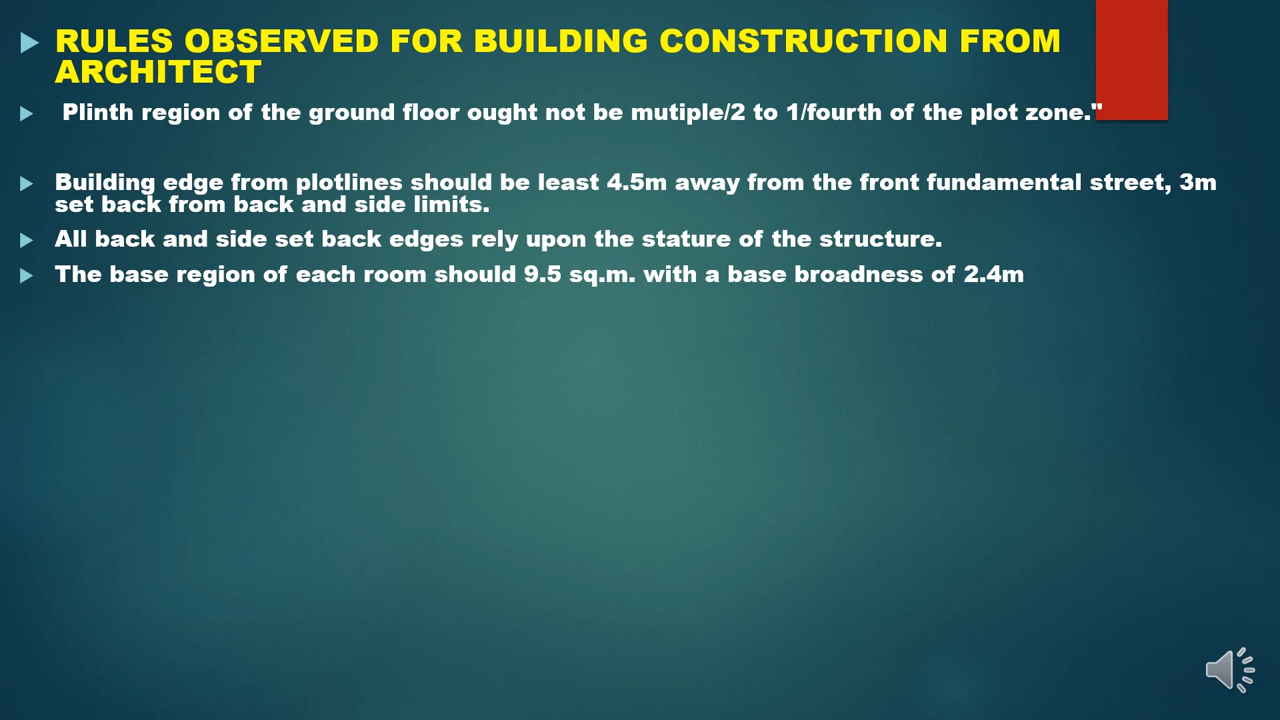 RULES OBSERVED FOR BUILDING CONSTRUCTION FROM
ARCHITECT
Plinth region of the ground floor ought not be mutiple/2 to 1/fourth of the plot zone."
Building edge from plotlines should be least 4.5m away from the front fundamental street, 3m
set back from back and side limits.
All back and side set back edges rely upon the stature of the structure.
The base region of each room should 9.5 sq.m. with a base broadness of 2.4m